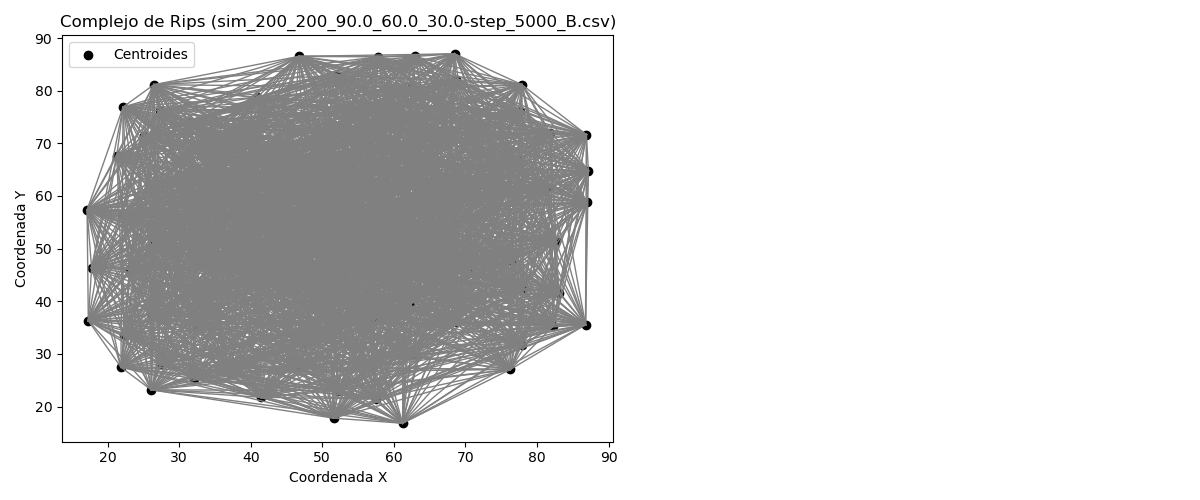 Complejo de Rips (sim_200_200_90.0_60.0_30.0-step_5000_B.csv)
Centroides
Coordenada Y
90
80
70
60
50
40
30
20
20 30 40 50 60 70 80 90
Coordenada X